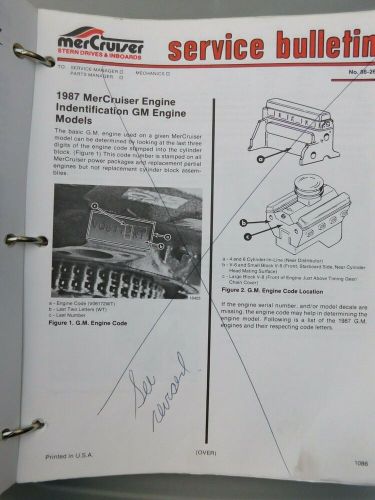 merCruiser
STERN DRIVES & INBOARDS
service bulletin
TO: SERVICE MANAGER □ MECHANICS □
PARTS MANAGER □
No. 86-
1987 MerCruiser Engine
Indentification GM Engine
Models
The basic G.M. engine used on a given MerCruiser
model can be determined by looking at the last three
digits of the engine code stamped into the cylinder
block. (Figure 1) This code number is stamped on all
MerCruiser power packages and replacement partial
engines but not replacement cylinder block assem-
blies.
a
b
c
a - Engine Code (V0617ZWT)
b - Last Two Letters (WT)
c - Last Number
Figure 1. G.M. Engine Code
a
b
c
a - 4 and 6 Cylinder In-Line (Near Distributor)
b - V-6 and Small Block V-8 (Front, Starboard Side, Near Cylinder
Head Mating Surface)
c - Large Block V-8 (Front of Engine Just Above Timing Gear/
Chain Cover)
Figure 2. G.M. Engine Code Location
If the engine serial number, and/or model decals are
missing, the engine code may help in determining the
engine model. Following is a list of the 1987 G.M.
engines and their respecting code letters.
See
revised.
Printed in U.S.A.
(OVER)
1086